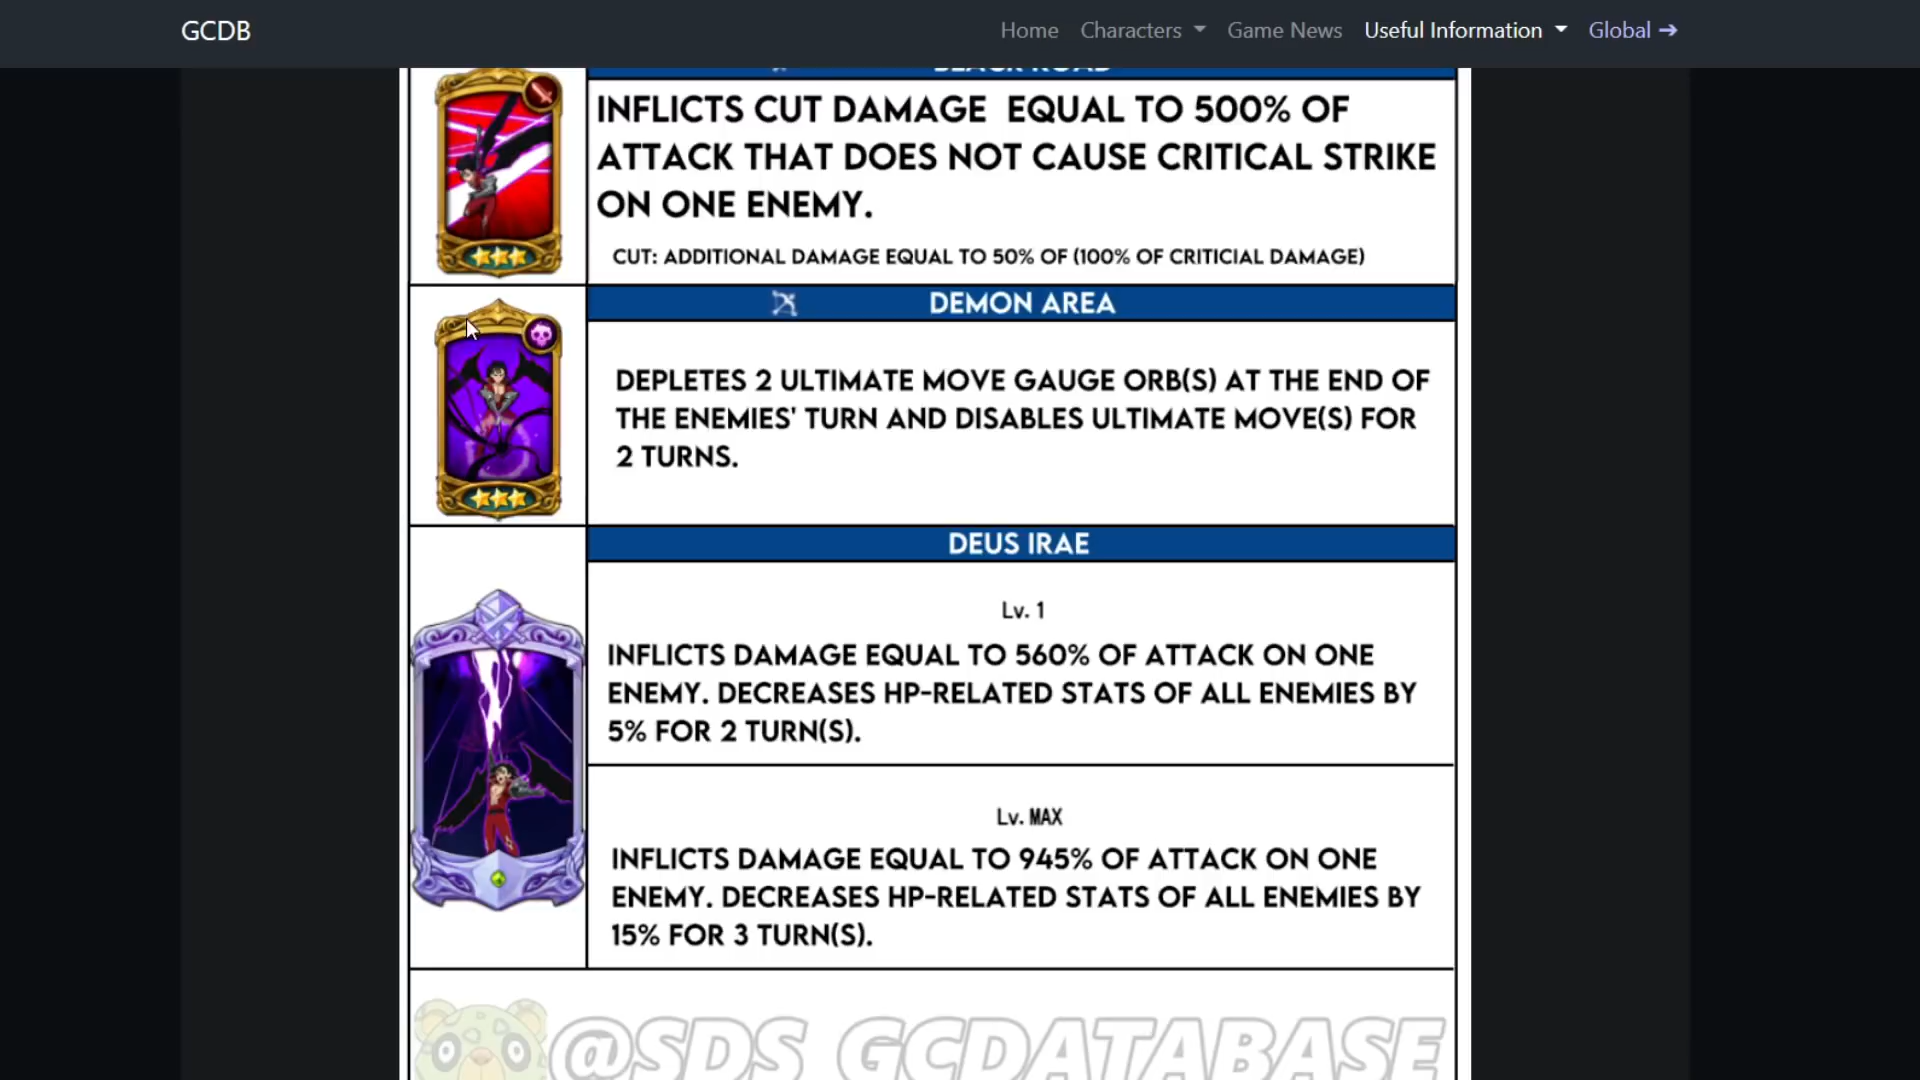 GCDB
Home Characters Game News Useful Information Global
BLACK ROAD
INFLICTS CUT DAMAGE EQUAL TO 500% OF
ATTACK THAT DOES NOT CAUSE CRITICAL STRIKE
ON ONE ENEMY.
CUT: ADDITIONAL DAMAGE EQUAL TO 50% OF (100% OF CRITICIAL DAMAGE)
DEMON AREA
DEPLETES 2 ULTIMATE MOVE GAUGE ORB(S) AT THE END OF
THE ENEMIES' TURN AND DISABLES ULTIMATE MOVE(S) FOR
2 TURNS.
DEUS IRAE
Lv. 1
INFLICTS DAMAGE EQUAL TO 560% OF ATTACK ON ONE
ENEMY. DECREASES HP-RELATED STATS OF ALL ENEMIES BY
5% FOR 2 TURN(S).
Lv. MAX
INFLICTS DAMAGE EQUAL TO 945% OF ATTACK ON ONE
ENEMY. DECREASES HP-RELATED STATS OF ALL ENEMIES BY
15% FOR 3 TURN(S).
@SDS_GCDATABASE